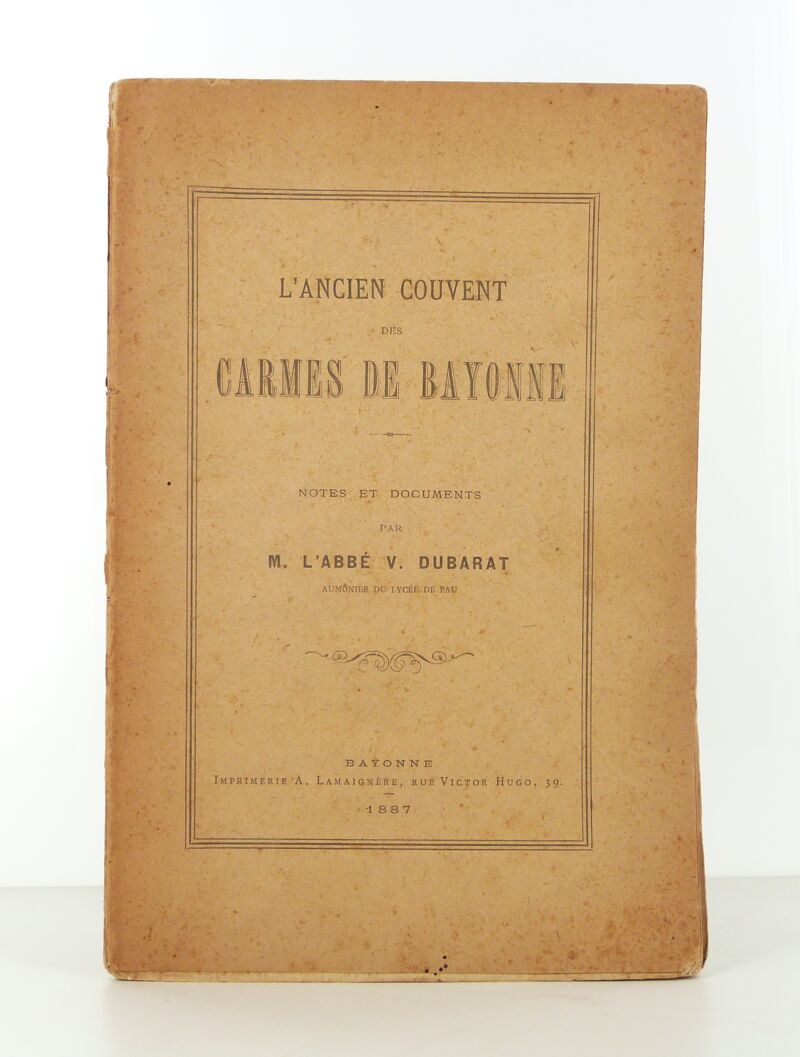 L'ANCIEN COUVENT
DES
CARMES DE BAYONNE
NOTES ET DOCUMENTS
PAR
M. L'ABBÉ V. DUBARAT
AUMÔNIER DU LYCÉE DE PAU
BAYONNE
IMPRIMERIE A. LAMAIGNÈRE, RUE VICTOR HUGO, 39.
1887